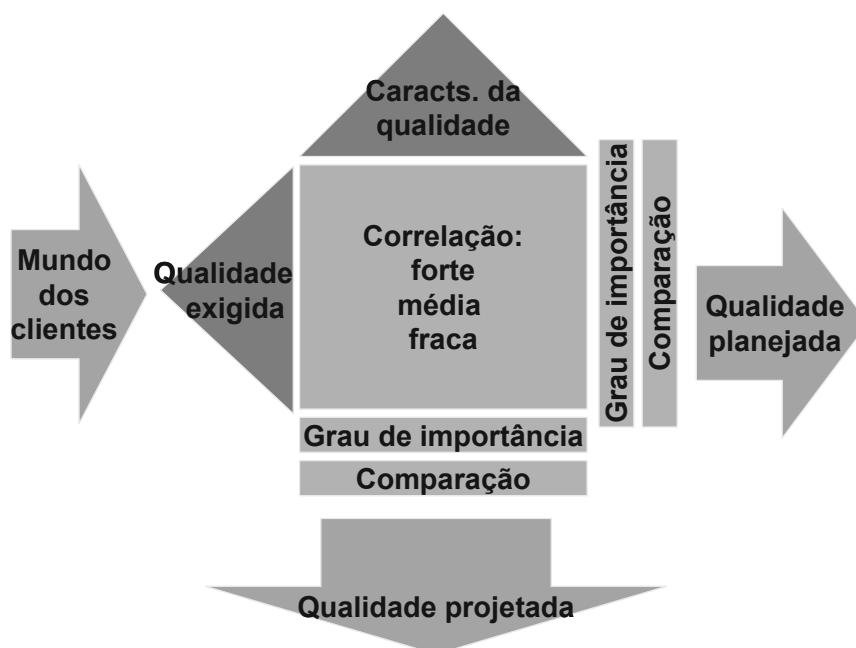 Caracts. da
qualidade
Mundo
dos
clientes
Qualidade
exigida
Correlação:
forte
média
fraca
Grau de importância
Comparação
Qualidade
planejada
Grau de importância
Comparação
Qualidade projetada